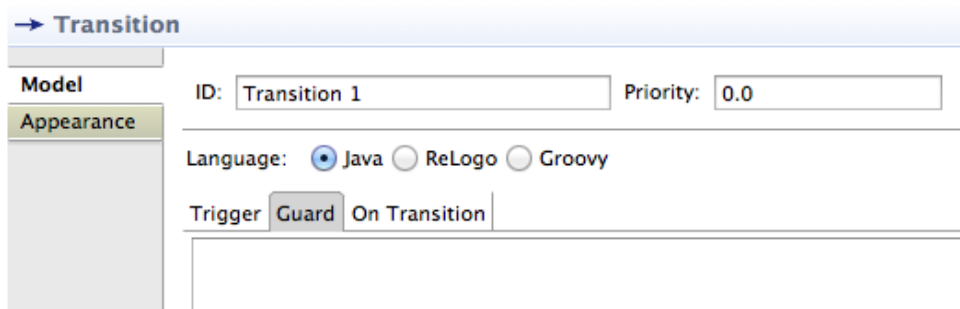 Transition
Model
Appearance
ID: Transition 1 Priority: 0.0
Language: Java ReLogo Groovy
Trigger Guard On Transition